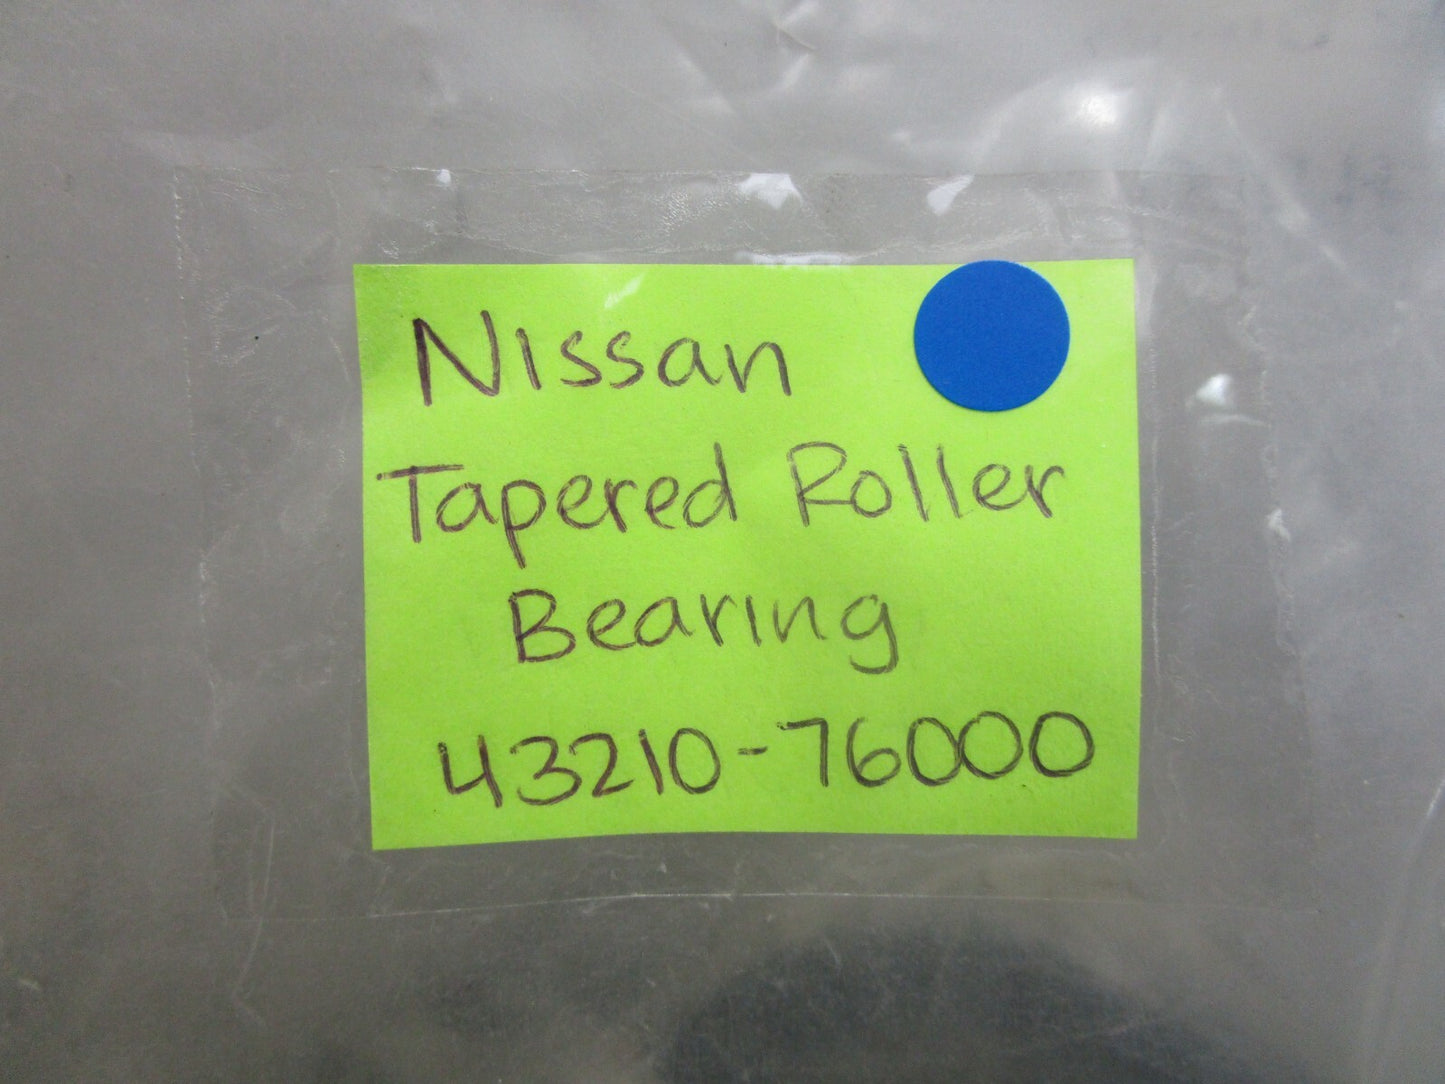 Nissan
Tapered Roller
Bearing
43210-76000